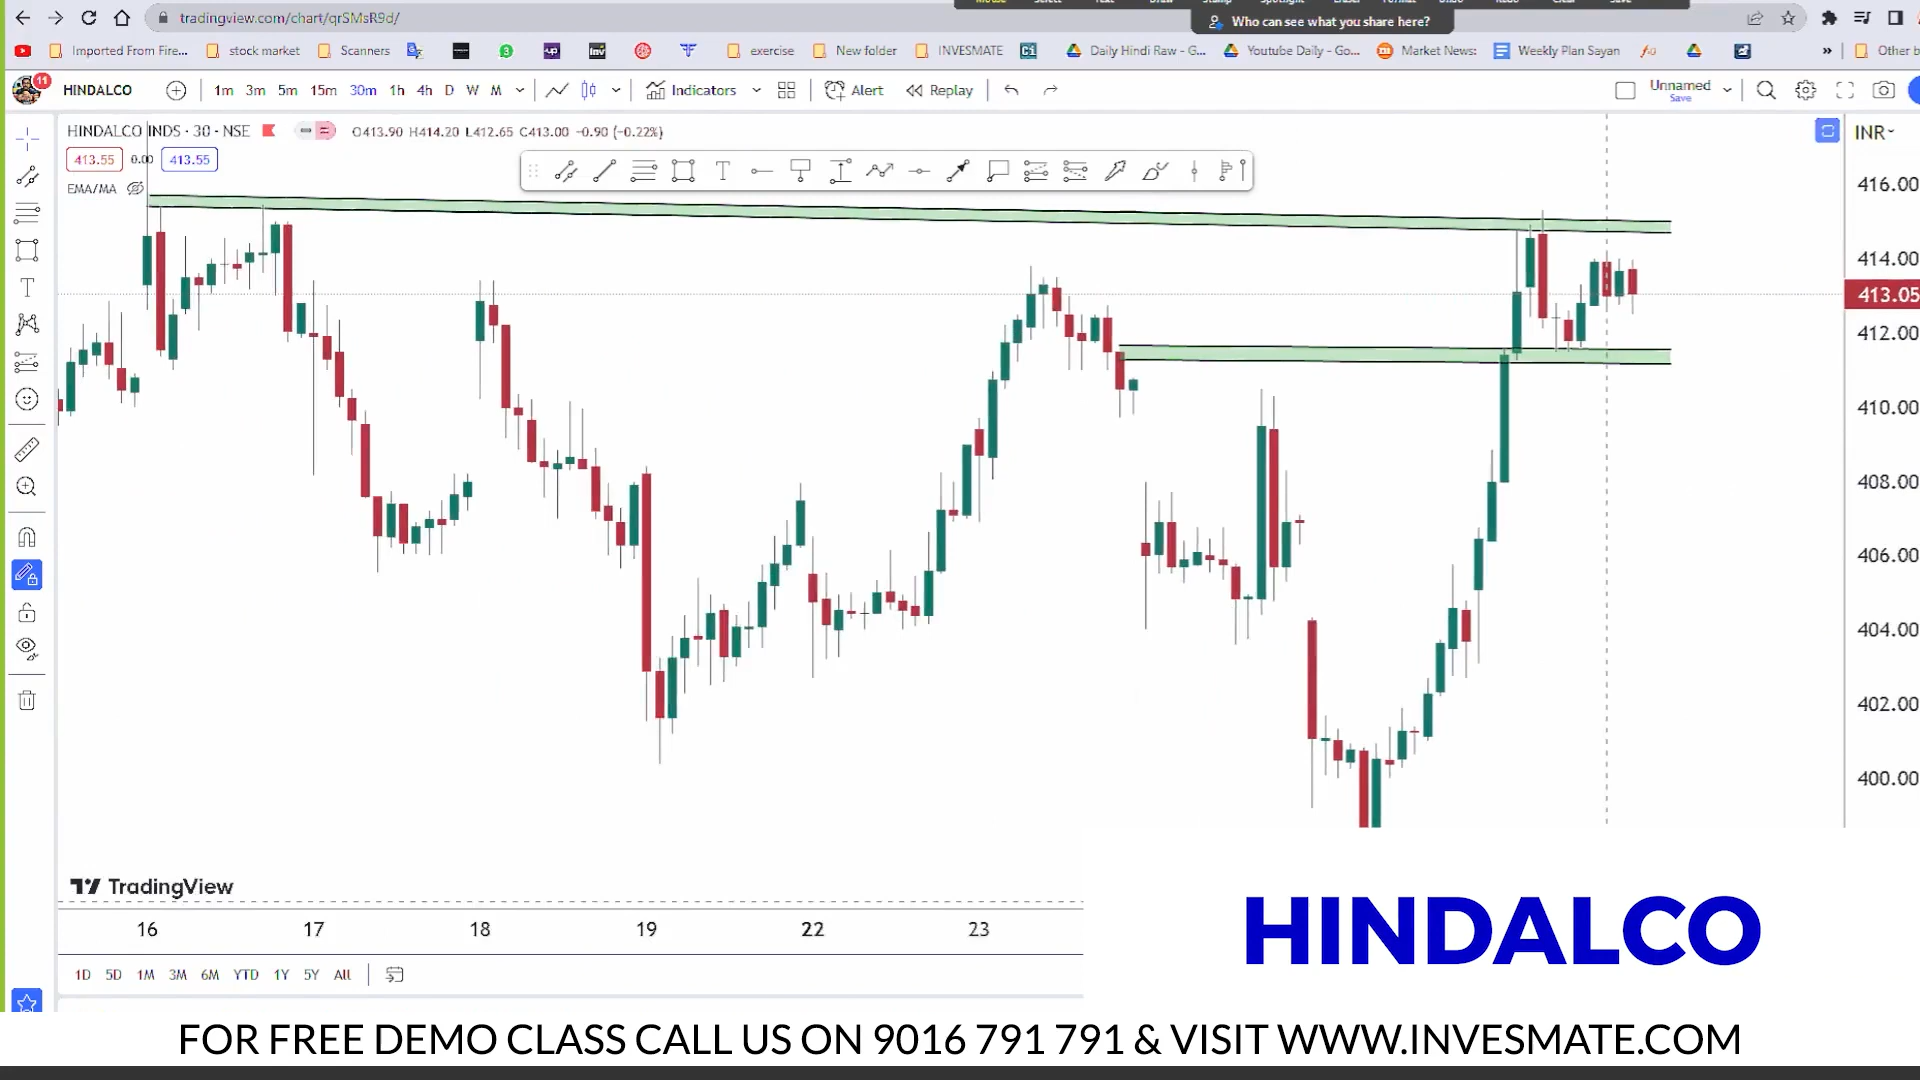 tradingview.com/chart/qrSMsR9d/
Who can see what you share here?
Imported From Fire... stock market Scanners exercise New folder INVESMATE Daily Hindi Raw - G... Youtube Daily - Go... Market News: Weekly Plan Sayan » Other b
11 HINDALCO 1m 3m 5m 15m 30m 1h 4h D W M Indicators Alert Replay Unnamed
Save
HINDALCO INDS · 30 · NSE O413.90 H414.20 L412.65 C413.00 -0.90 (-0.22%) INR
413.55 0.00 413.55
EMA/MA
416.00
414.00
413.05
412.00
410.00
408.00
406.00
404.00
402.00
400.00
TradingView
16 17 18 19 22 23
1D 5D 1M 3M 6M YTD 1Y 5Y All
HINDALCO
FOR FREE DEMO CLASS CALL US ON 9016 791 791 & VISIT WWW.INVESMATE.COM